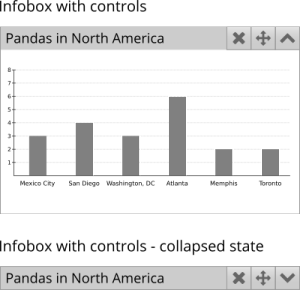 Infobox with controls
Pandas in North America
8
7
6
5
4
3
2
1
Mexico City San Diego Washington, DC Atlanta Memphis Toronto
Infobox with controls - collapsed state
Pandas in North America